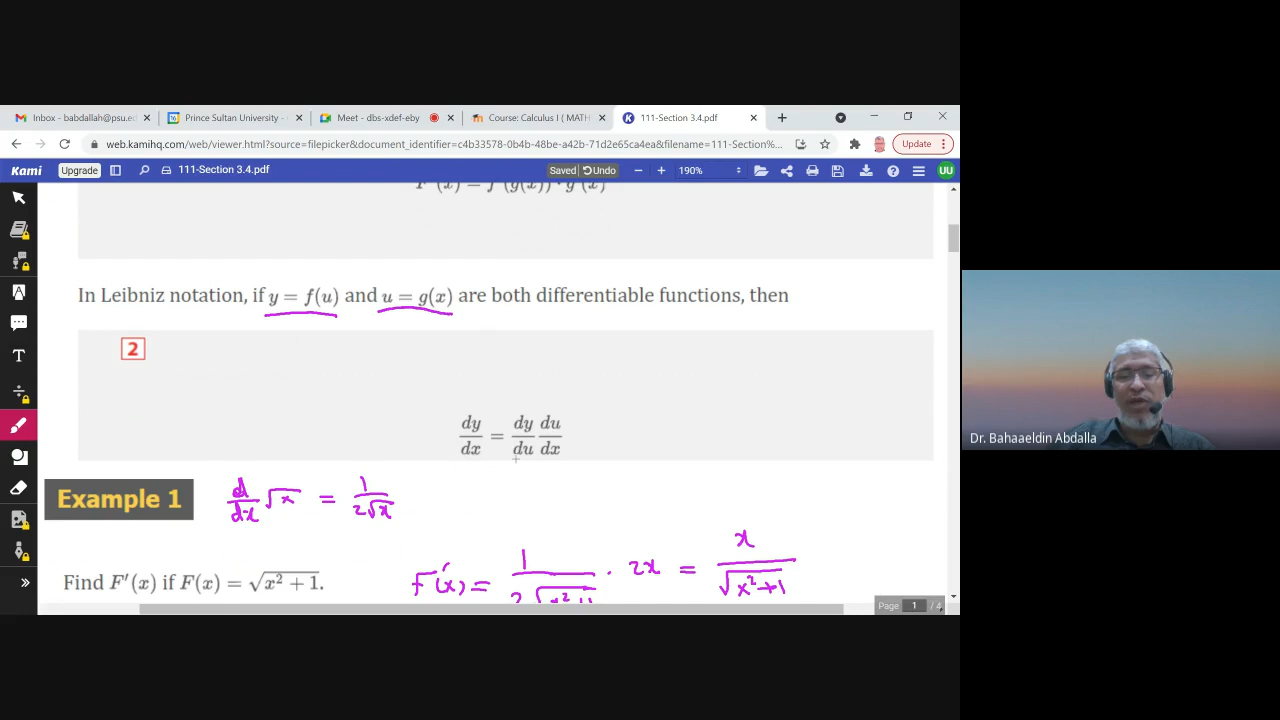 Inbox - babdallah@psu.ed
Prince Sultan University -
Meet - dbs-xdef-eby
Course: Calculus I ( MATH
111-Section 3.4.pdf
web.kamihq.com/web/viewer.html?source=filepicker&document_identifier=c4b33578-0b4b-48be-a42b-71d2e65ca4ea&filename=111-Section%...
Update
Kami
Upgrade
111-Section 3.4.pdf
Saved Undo
190%
UU
F′(x) = f′(g(x)) · g′(x)
In Leibniz notation, if y = f(u) and u = g(x) are both differentiable functions, then
2
dy/dx = dy/du du/dx
Example 1
d/dx √x = 1/2√x
Find F′(x) if F(x) = √x² + 1.
F′(x) = 1/2√x²+1 · 2x = x/√x²+1
Page 1 / 4
Dr. Bahaaeldin Abdalla